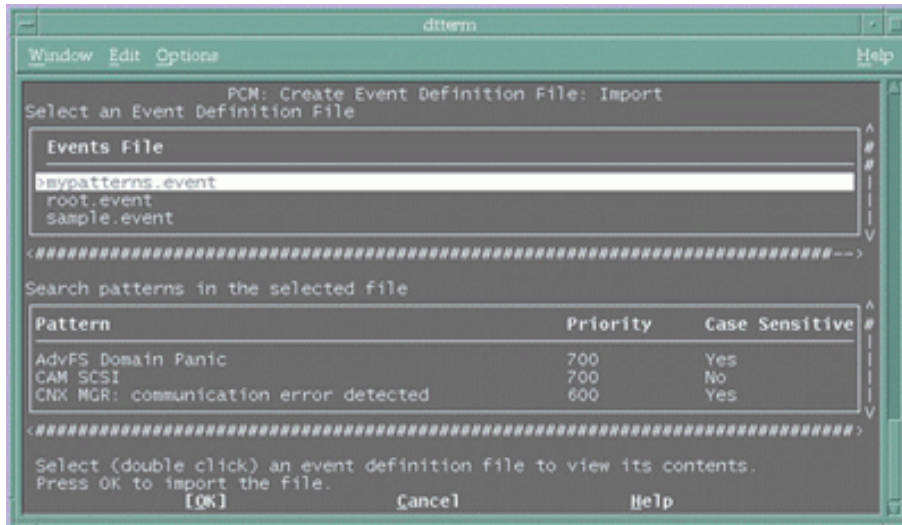 dtterm
Window Edit Options Help
PCM: Create Event Definition File: Import
Select an Event Definition File
Events File
>mypatterns.event
root.event
sample.event
<##########################################################################-->
Search patterns in the selected file
Pattern Priority Case Sensitive
AdvFS Domain Panic 700 Yes
CAM SCSI 700 No
CNX MGR: communication error detected 600 Yes
<############################################################################>
Select (double click) an event definition file to view its contents.
Press OK to import the file.
[OK] Cancel Help